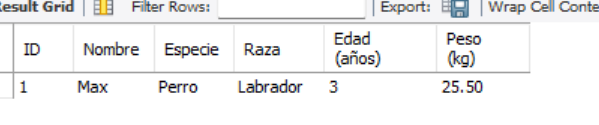 Result Grid Filter Rows: Export: Wrap Cell Conte
ID Nombre Especie Raza Edad (años) Peso (kg)
1 Max Perro Labrador 3 25.50